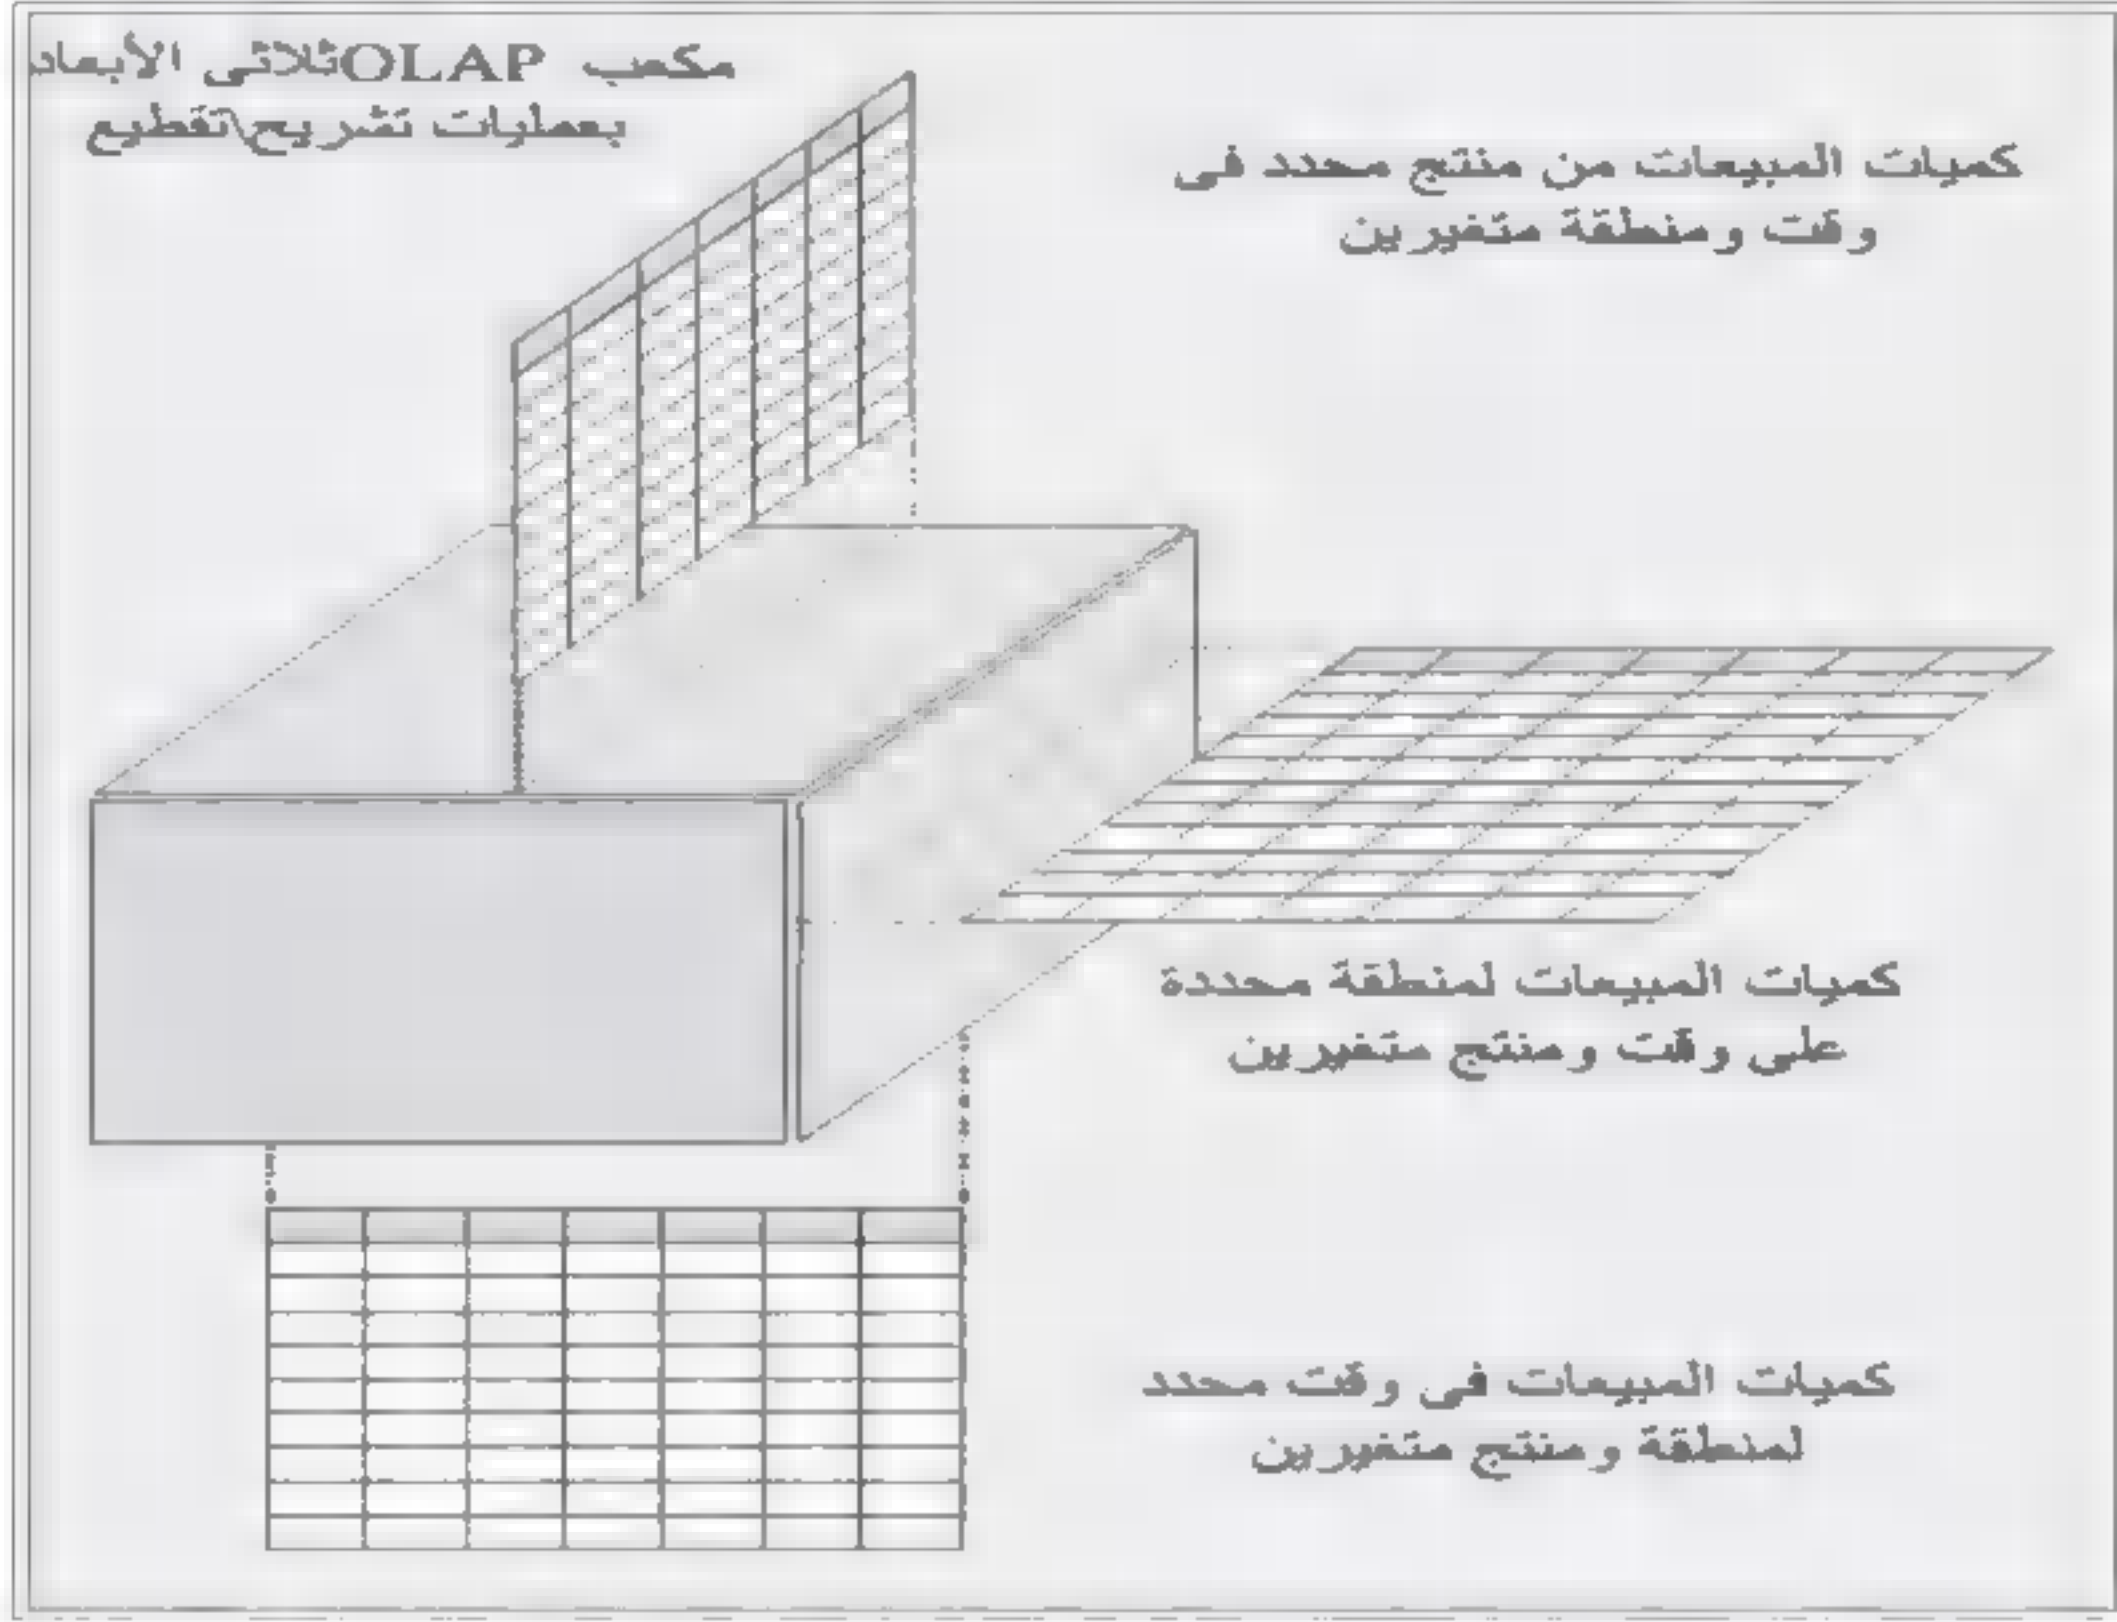 مكعب OLAP ثلاثى الأبعاد
بعمليات تشريح\تقطيع
كميات المبيعات من منتج محدد فى
وقت ومنطقة متغيرين
كميات المبيعات لمنطقة محددة
على وقت ومنتج متغيرين
كميات المبيعات فى وقت محدد
لمنطقة ومنتج متغيرين